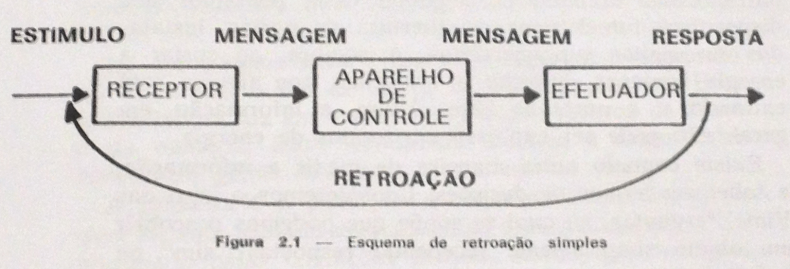 ESTIMULO MENSAGEM MENSAGEM RESPOSTA
RECEPTOR
APARELHO
DE
CONTROLE
EFETUADOR
RETROAÇÃO
Figura 2.1 — Esquema de retroação simples